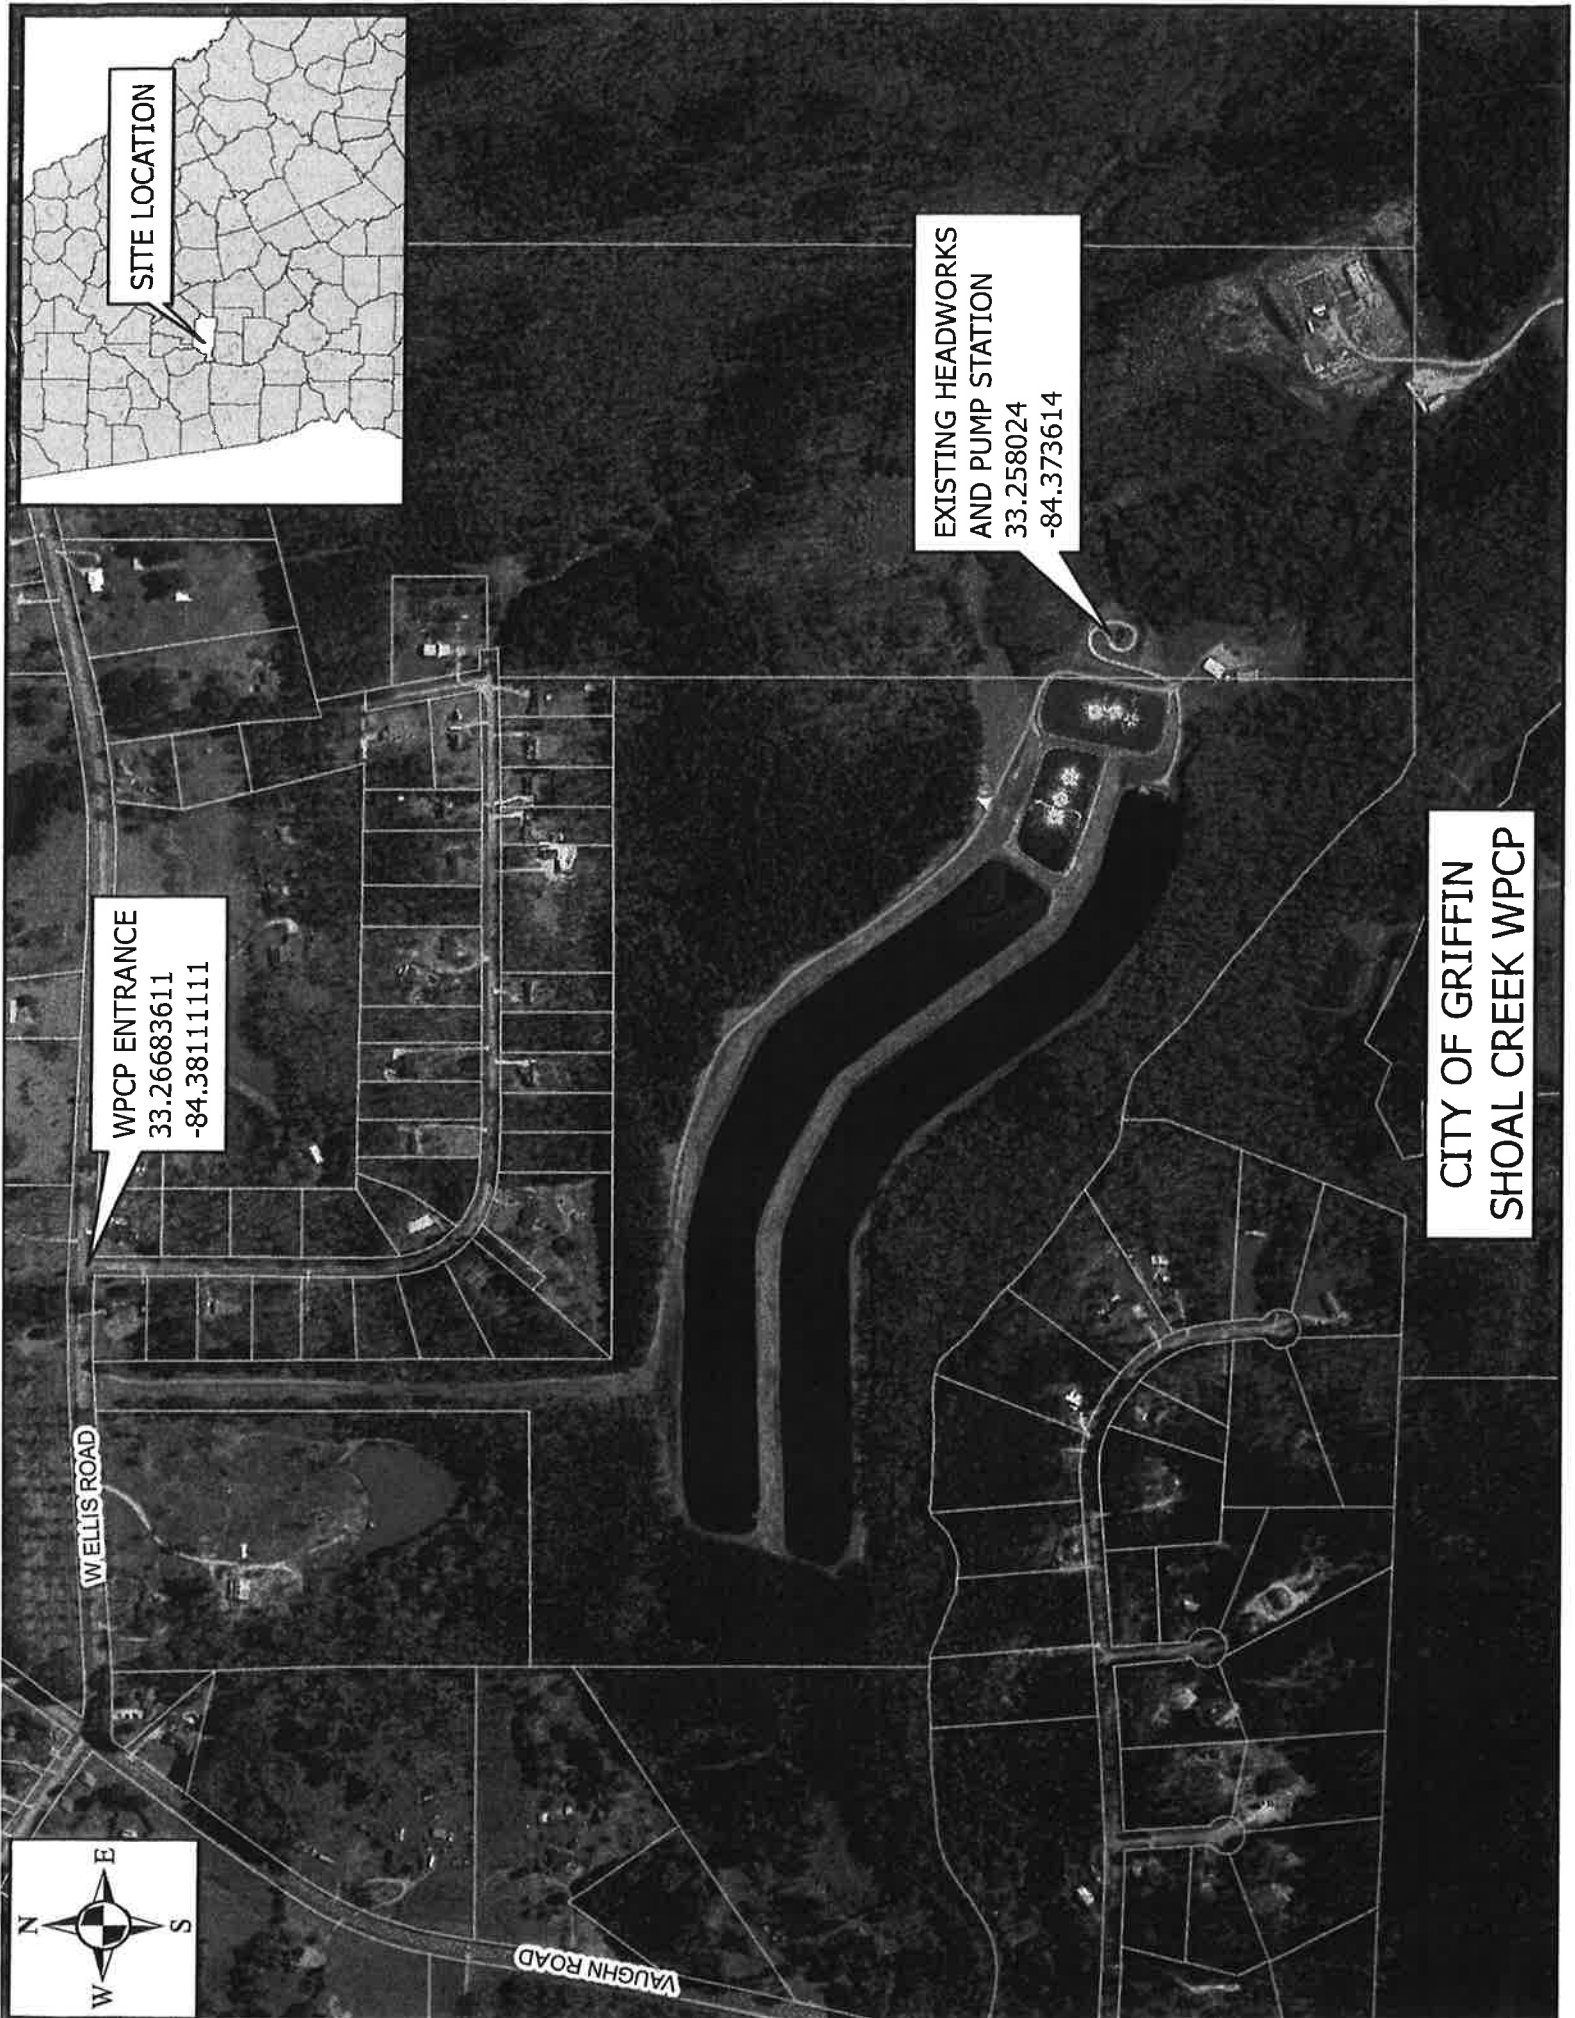 N
W
E
S
W ELLIS ROAD
VAUGHN ROAD
WPCP ENTRANCE
33.26683611
-84.38111111
SITE LOCATION
EXISTING HEADWORKS
AND PUMP STATION
33.258024
-84.373614
CITY OF GRIFFIN
SHOAL CREEK WPCP